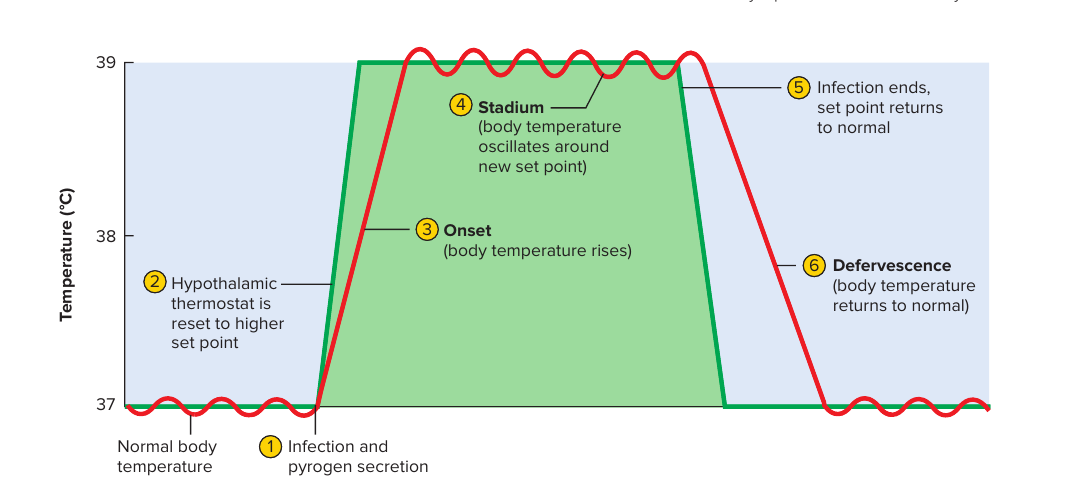 39
5 Infection ends,
set point returns
to normal
4 Stadium
(body temperature
oscillates around
new set point)
Temperature (°C)
38
3 Onset
(body temperature rises)
6 Defervescence
(body temperature
returns to normal)
2 Hypothalamic
thermostat is
reset to higher
set point
37
Normal body
temperature
1 Infection and
pyrogen secretion